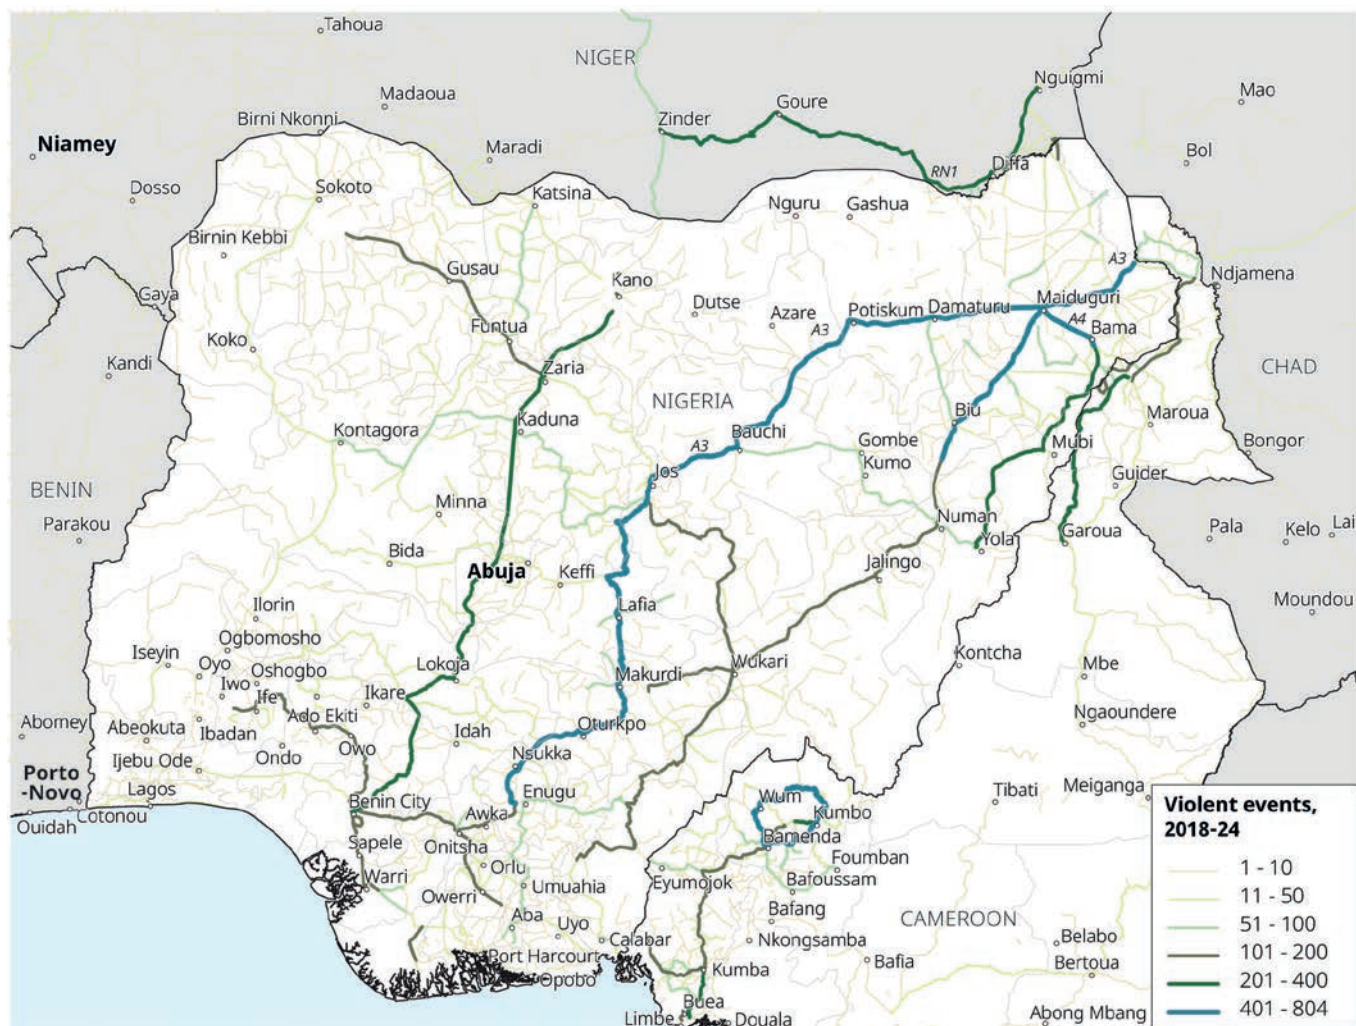 Tahoua
NIGER
Nguigmi
Madaoua
Goure
Mao
Birni Nkonni
Zinder
Niamey
Maradi
Diffa
Bol
RN1
Dosso
Sokoto
Katsina
Nguru
Gashua
Birnin Kebbi
Gusau
A3
Ndjamena
Kano
Gaya
Dutse
Maiduguri
Potiskum
Damaturu
Funtua
Azare
A3
A4
Bama
Koko
Kandi
Zaria
CHAD
NIGERIA
Biu
Kaduna
Maroua
Kontagora
Bauchi
Gombe
Mubi
Bongor
A3
Kumo
Jos
Guider
BENIN
Minna
Parakou
Numan
Yola
Garoua
Pala
Kelo
Lai
Bida
Abuja
Keffi
Jalingo
Ilorin
Lafia
Moundou
Ogbomosho
Iseyin
Oyo
Oshogbo
Lokoja
Makurdi
Wukari
Kontcha
Mbe
Iwo
Ife
Ikare
Abomey
Abeokuta
Ado Ekiti
Ibadan
Idah
Oturkpo
Ngaoundere
Owo
Ijebu Ode
Ondo
Nsukka
Porto
-Novo
Lagos
Benin City
Enugu
Wum
Tibati
Meiganga
Cotonou
Ouidah
Awka
Kumbo
Sapele
Onitsha
Bamenda
Foumban
Orlu
Warri
Owerri
Umuahia
Eyumojok
Bafoussam
Aba
Uyo
Bafang
CAMEROON
Calabar
Nkongsamba
Belabo
Port Harcourt
Opobo
Kumba
Bafia
Bertoua
Buea
Limbe
Douala
Abong Mbang
Violent events,
2018-24
1 - 10
11 - 50
51 - 100
101 - 200
201 - 400
401 - 804